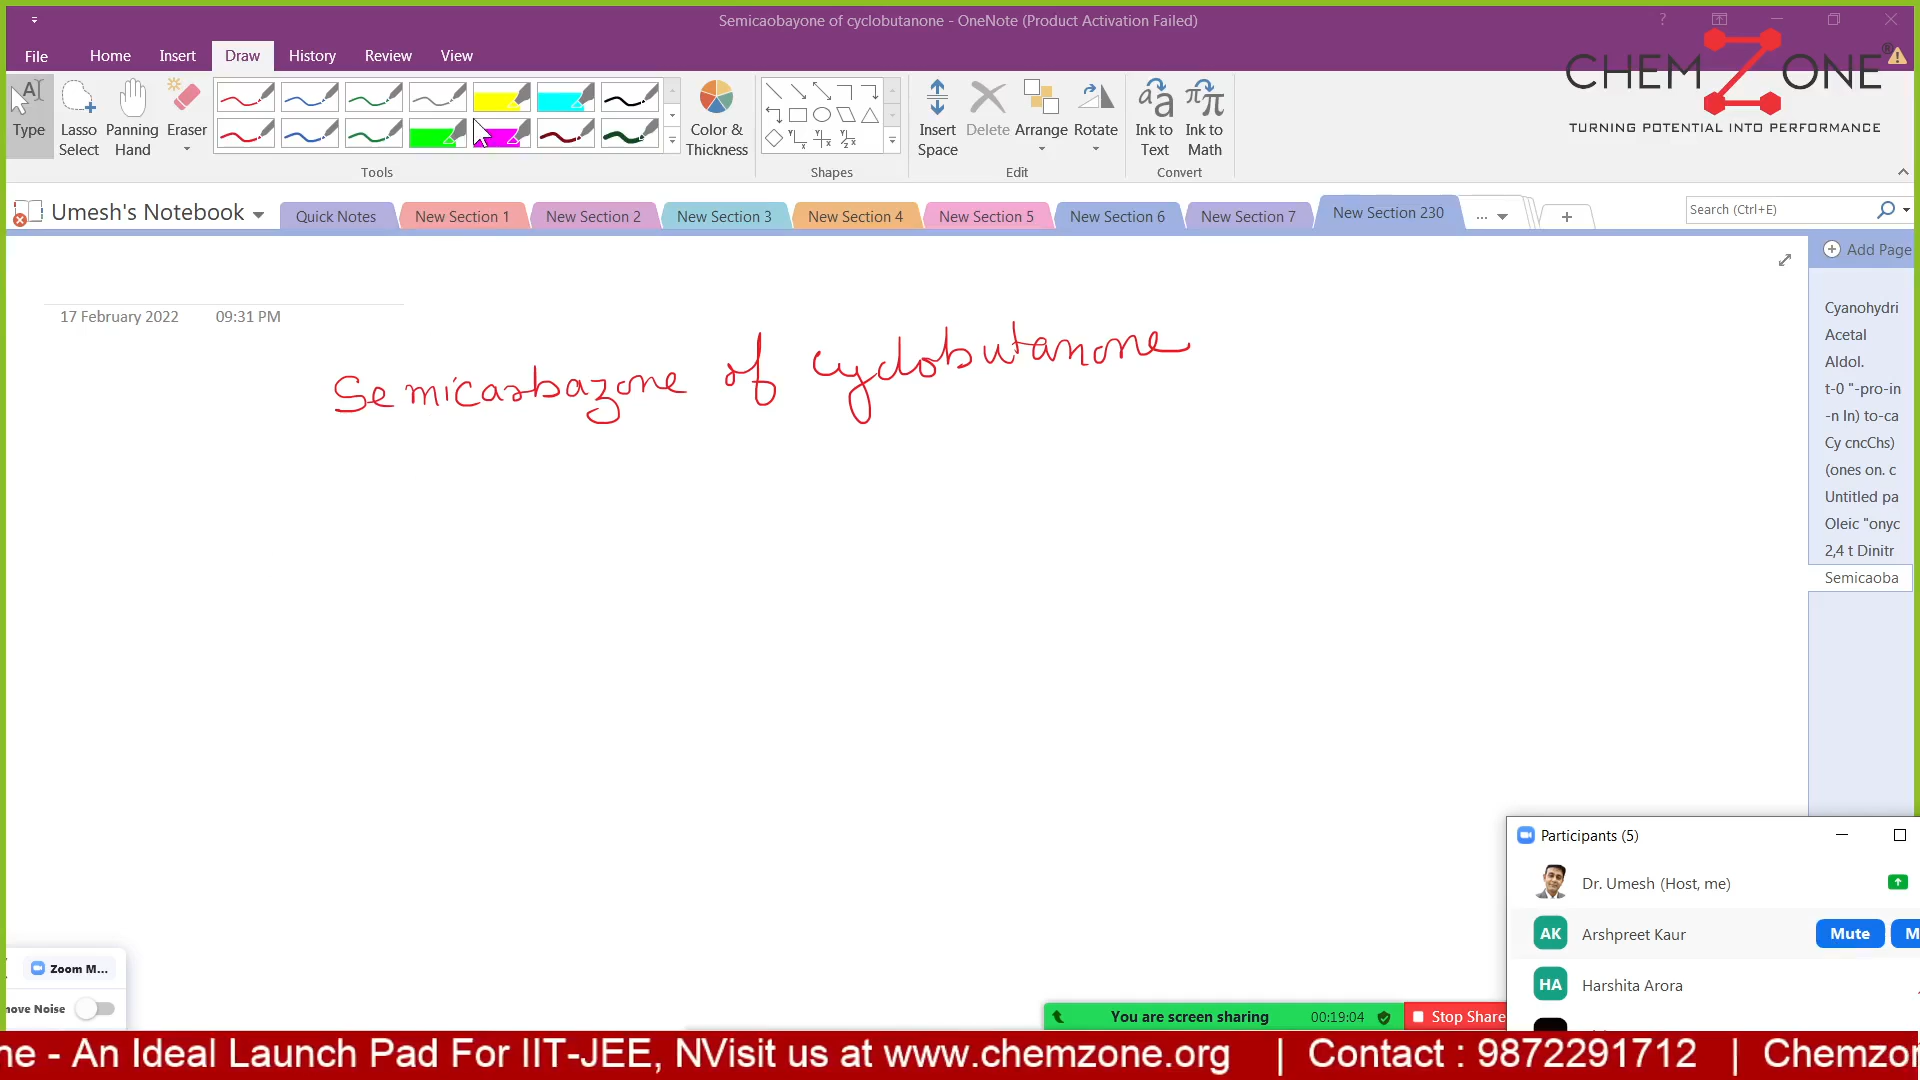 Semicaobayone of cyclobutanone - OneNote (Product Activation Failed)
File Home Insert Draw History Review View
CHEMZONE
TURNING POTENTIAL INTO PERFORMANCE
Type Lasso Select Panning Hand Eraser Color & Thickness Insert Space Delete Arrange Rotate Ink to Text Ink to Math
Tools Shapes Edit Convert
Umesh's Notebook Quick Notes New Section 1 New Section 2 New Section 3 New Section 4 New Section 5 New Section 6 New Section 7 New Section 230 ... Search (Ctrl+E)
Add Page
17 February 2022 09:31 PM
Semicarbazone of cyclobutanone
Cyanohydri
Acetal
Aldol.
t-0 "-pro-in
-n In) to-ca
Cy cncChs)
(ones on. c
Untitled pa
Oleic "onyc
2,4 t Dinitr
Semicaoba
Participants (5)
Dr. Umesh (Host, me)
AK Arshpreet Kaur Mute M
HA Harshita Arora
Zoom M...
nove Noise
You are screen sharing 00:19:04 Stop Share
ne - An Ideal Launch Pad For IIT-JEE, NVisit us at www.chemzone.org | Contact : 9872291712 | Chemzor